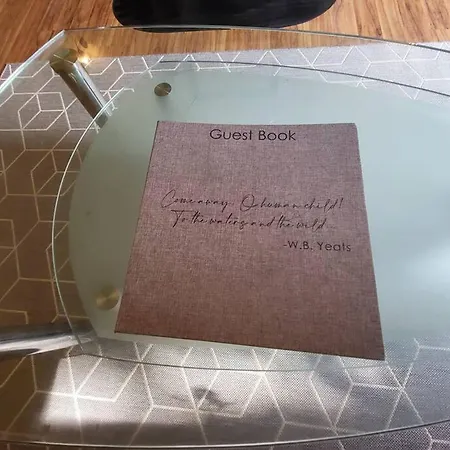 Guest Book
Come away, O human child!
To the waters and the wild
-W.B. Yeats